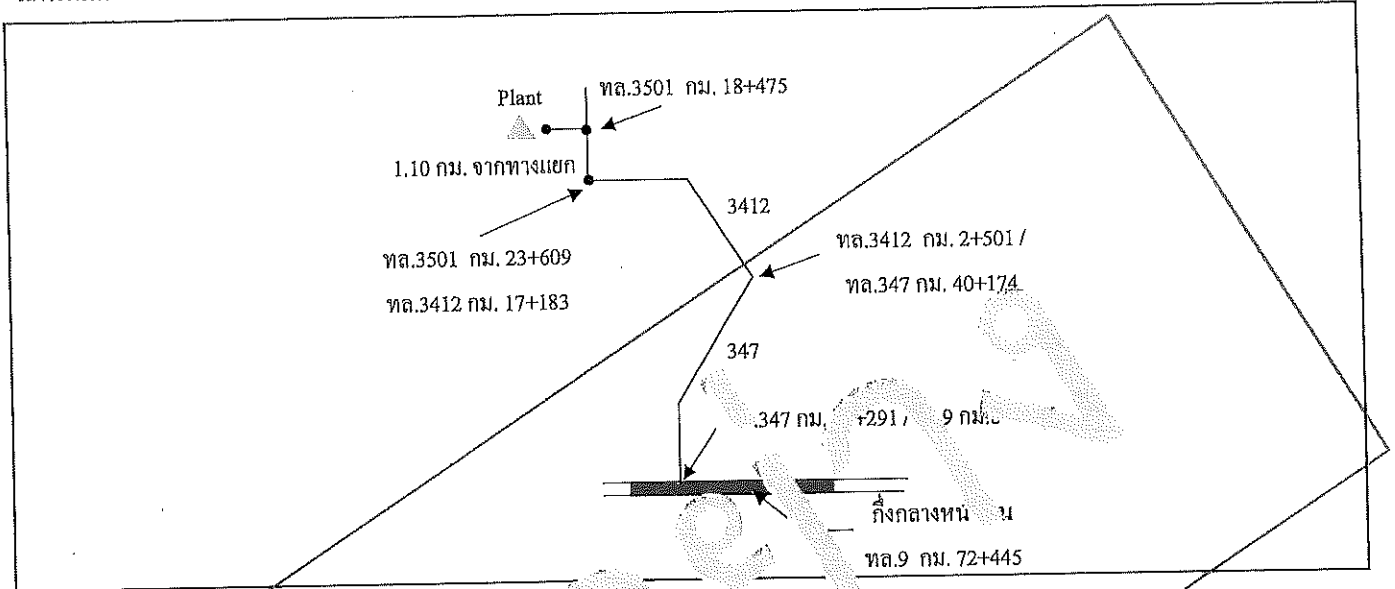 Plant
ทล.3501 กม. 18+475
1.10 กม. จากทางแยก
3412
ทล.3501 กม. 23+609
ทล.3412 กม. 17+183
ทล.3412 กม. 2+501 /
ทล.347 กม. 40+174
347
.347 กม. +291 / 9 กม.
กึ่งกลางหน้
ทล.9 กม. 72+445